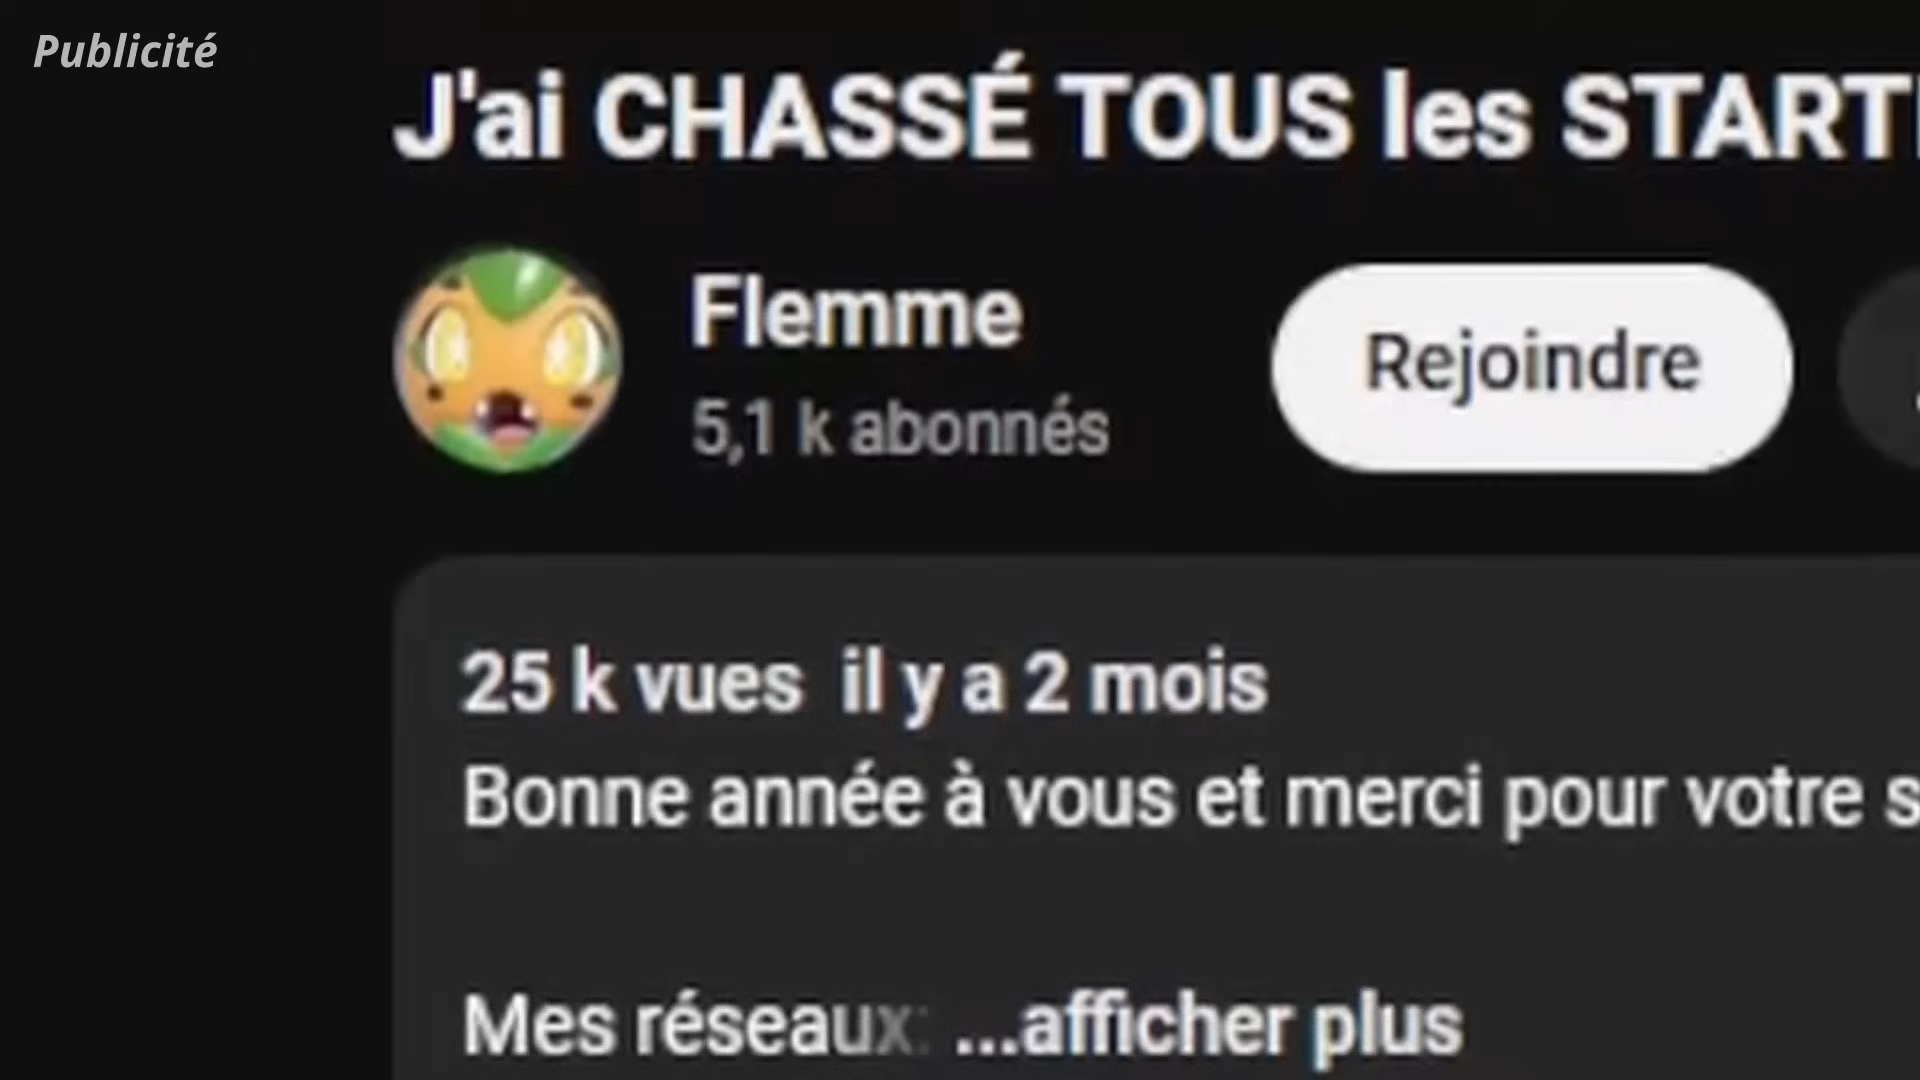 Publicité
J'ai CHASSÉ TOUS les
Flemme
Rejoindre
5,1 k abonnés
25 k vues il y a 2 mois
Bonne année à vous et merci pour votre
Mes réseaux: ...afficher plus